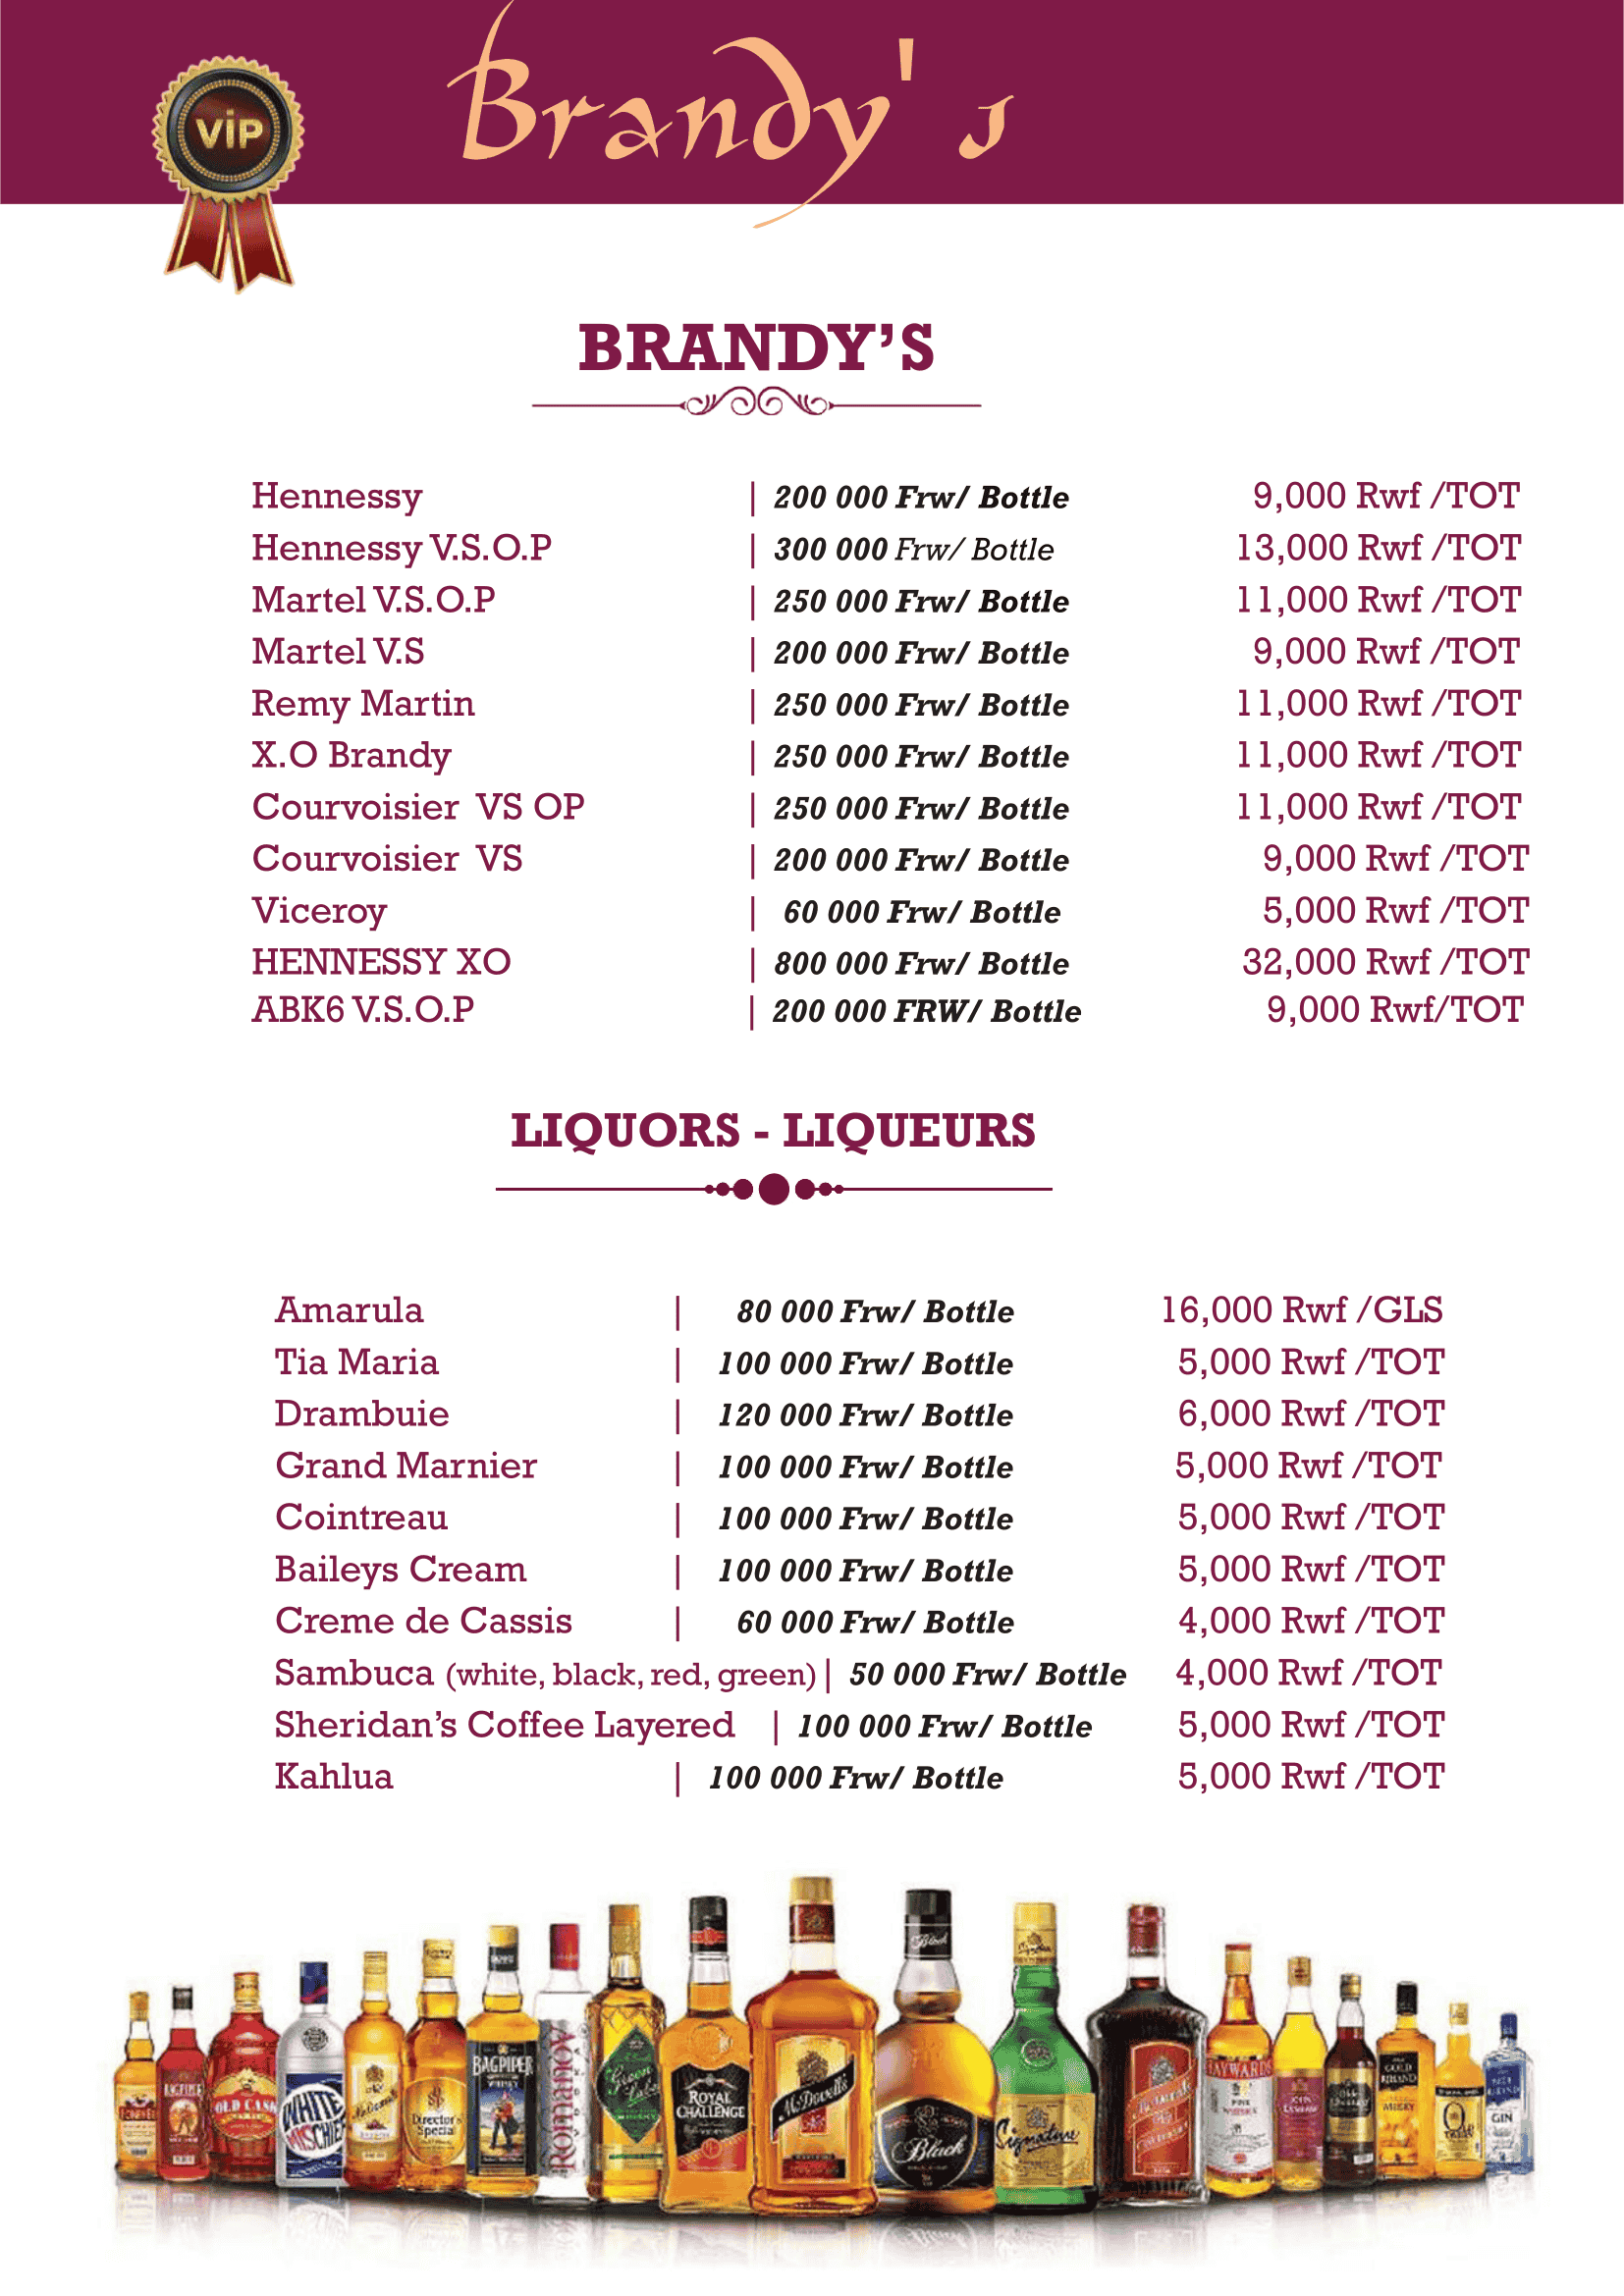 Brandy's
VIP
BRANDY’S
Hennessy | 200 000 Frw/ Bottle 9,000 Rwf /TOT
Hennessy V.S.O.P | 300 000 Frw/ Bottle 13,000 Rwf /TOT
Martel V.S.O.P | 250 000 Frw/ Bottle 11,000 Rwf /TOT
Martel V.S | 200 000 Frw/ Bottle 9,000 Rwf /TOT
Remy Martin | 250 000 Frw/ Bottle 11,000 Rwf /TOT
X.O Brandy | 250 000 Frw/ Bottle 11,000 Rwf /TOT
Courvoisier VS OP | 250 000 Frw/ Bottle 11,000 Rwf /TOT
Courvoisier VS | 200 000 Frw/ Bottle 9,000 Rwf /TOT
Viceroy | 60 000 Frw/ Bottle 5,000 Rwf /TOT
HENNESSY XO | 800 000 Frw/ Bottle 32,000 Rwf /TOT
ABK6 V.S.O.P | 200 000 FRW/ Bottle 9,000 Rwf/TOT
LIQUORS - LIQUEURS
Amarula | 80 000 Frw/ Bottle 16,000 Rwf /GLS
Tia Maria | 100 000 Frw/ Bottle 5,000 Rwf /TOT
Drambuie | 120 000 Frw/ Bottle 6,000 Rwf /TOT
Grand Marnier | 100 000 Frw/ Bottle 5,000 Rwf /TOT
Cointreau | 100 000 Frw/ Bottle 5,000 Rwf /TOT
Baileys Cream | 100 000 Frw/ Bottle 5,000 Rwf /TOT
Creme de Cassis | 60 000 Frw/ Bottle 4,000 Rwf /TOT
Sambuca (white, black, red, green) | 50 000 Frw/ Bottle 4,000 Rwf /TOT
Sheridan’s Coffee Layered | 100 000 Frw/ Bottle 5,000 Rwf /TOT
Kahlua | 100 000 Frw/ Bottle 5,000 Rwf /TOT
OLD CASK
WHITE
MISCHIEF
Director's
Special
BAGPIPER
Romanov
Green
Label
ROYAL
CHALLENGE
McDowell's
Black
Signature
HAYWARDS
GIN